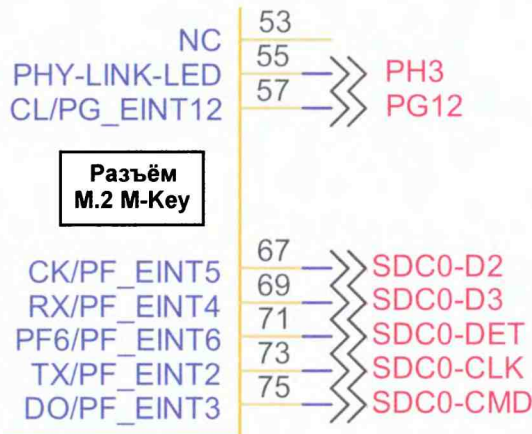 NC 53
PHY-LINK-LED 55 PH3
CL/PG_EINT12 57 PG12
Разъём
M.2 M-Key
CK/PF_EINT5 67 SDC0-D2
RX/PF_EINT4 69 SDC0-D3
PF6/PF_EINT6 71 SDC0-DET
TX/PF_EINT2 73 SDC0-CLK
DO/PF_EINT3 75 SDC0-CMD